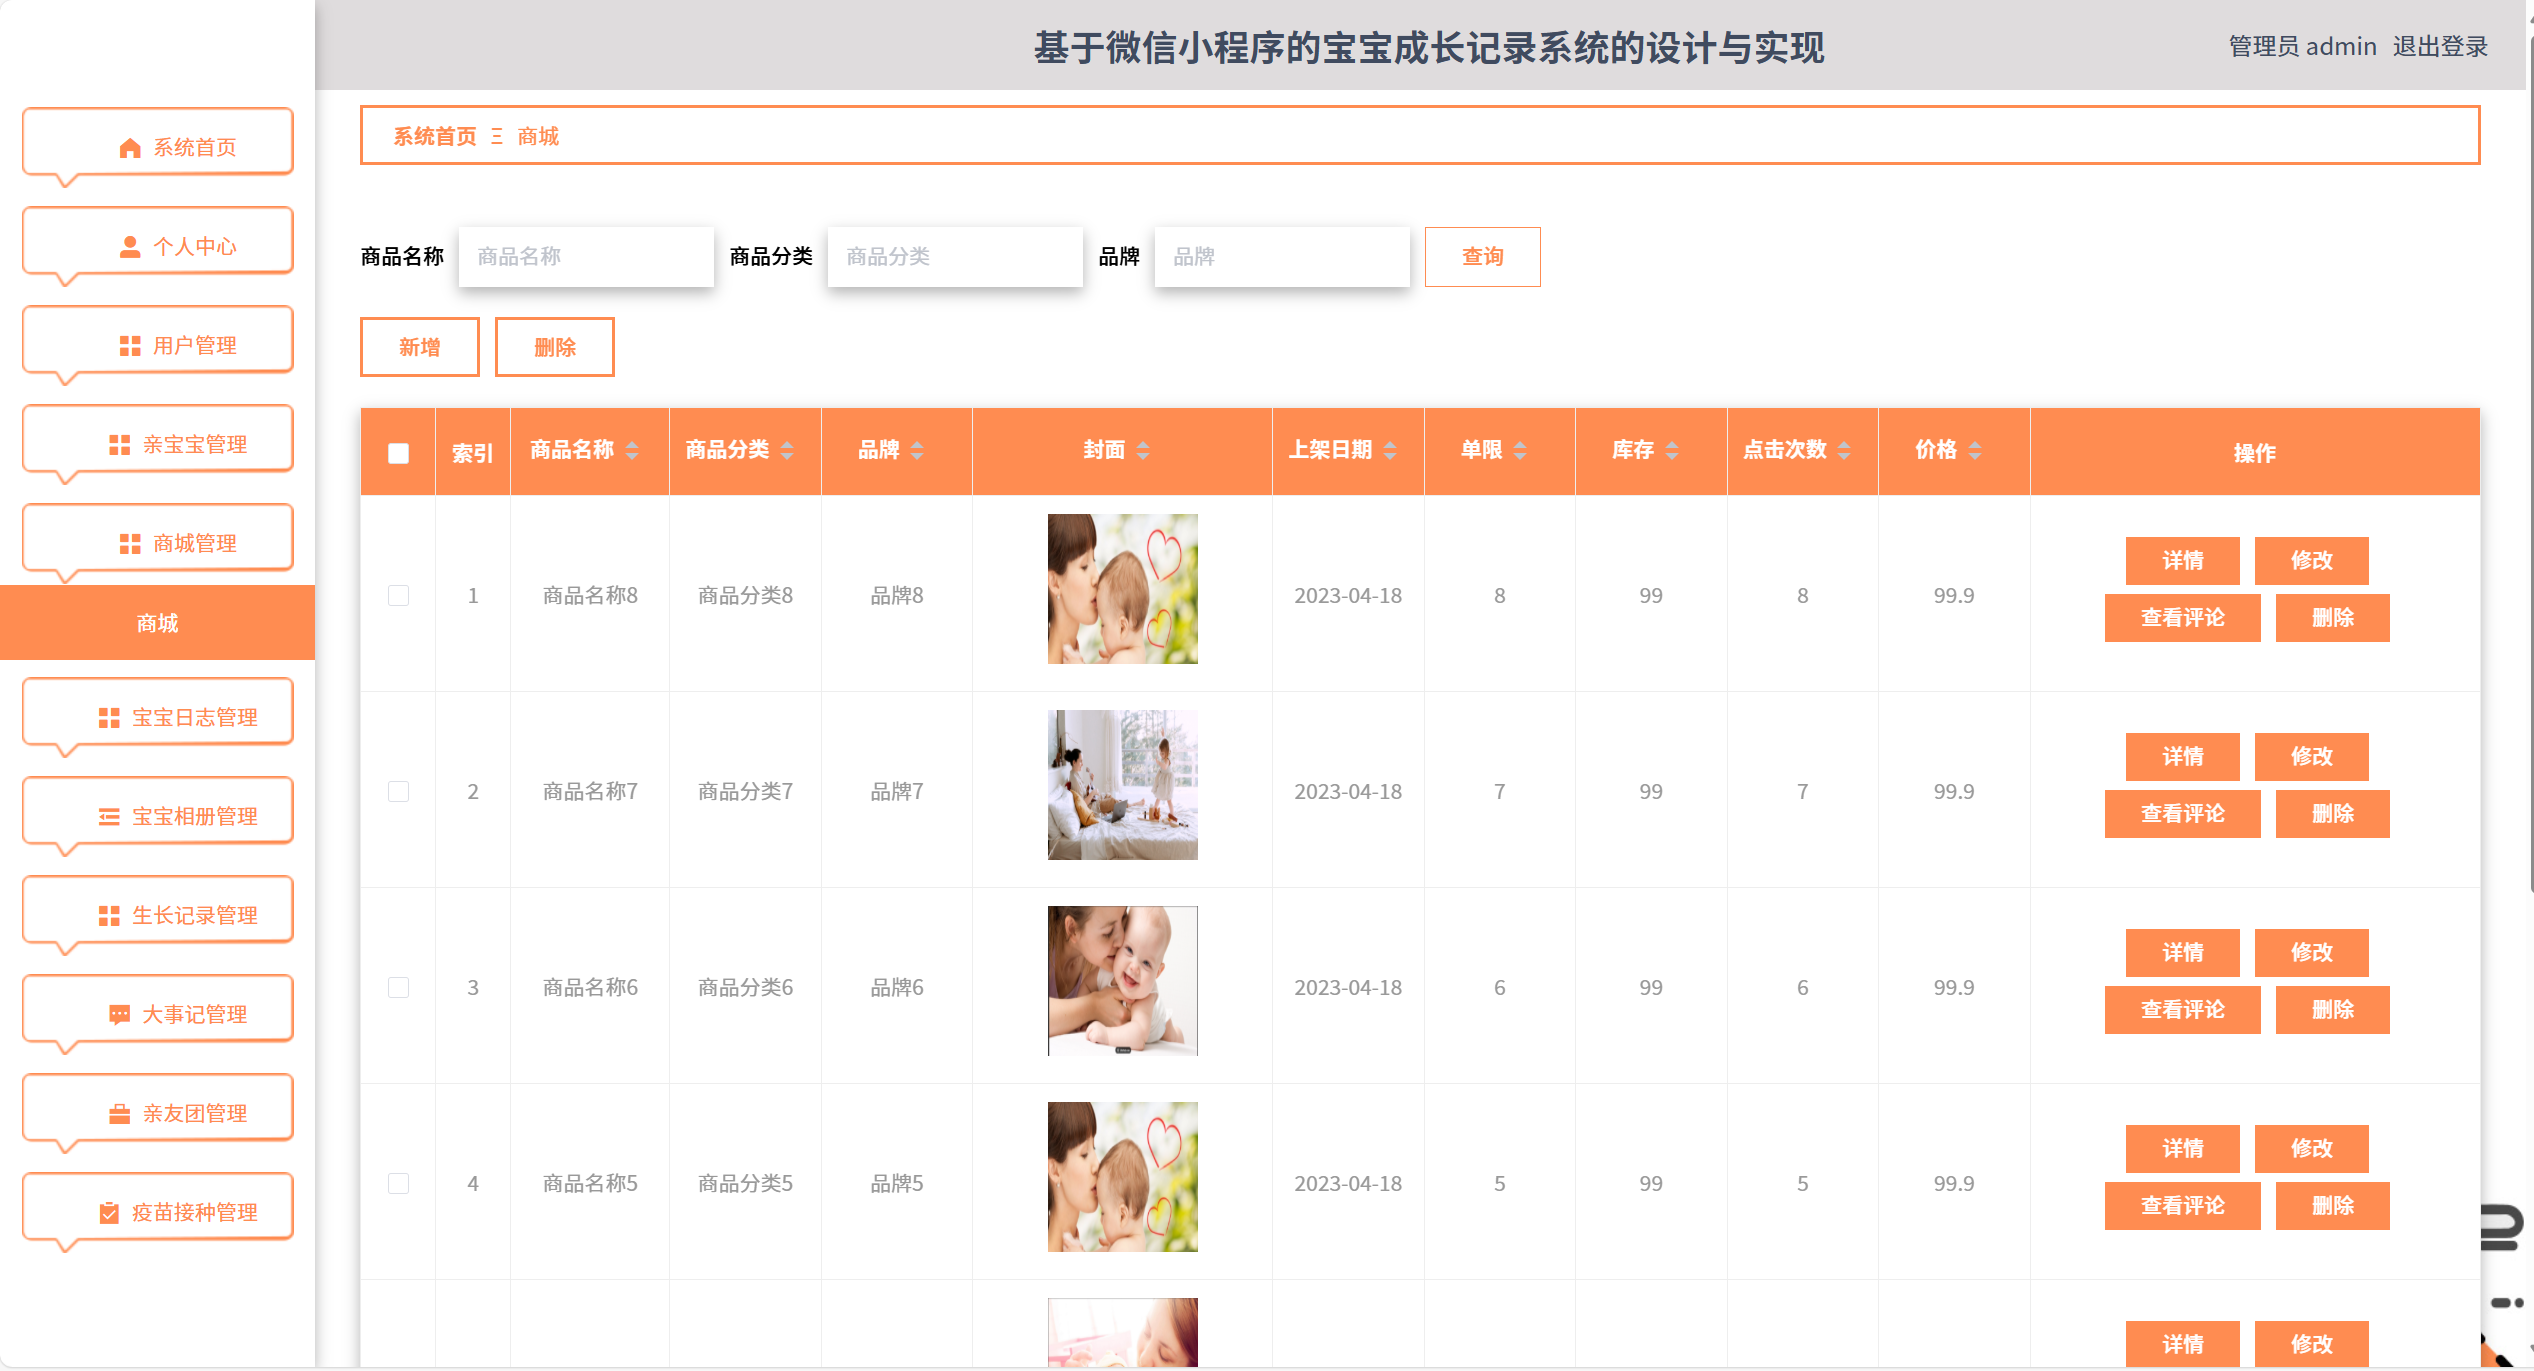 基于微信小程序的宝宝成长记录系统的设计与实现
管理员 admin 退出登录
系统首页
个人中心
用户管理
亲宝宝管理
商城管理
商城
宝宝日志管理
宝宝相册管理
生长记录管理
大事记管理
亲友团管理
疫苗接种管理
系统首页 Ξ 商城
商品名称 商品名称 商品分类 商品分类 品牌 品牌 查询
新增 删除
索引 商品名称 商品分类 品牌 封面 上架日期 单限 库存 点击次数 价格 操作
1 商品名称8 商品分类8 品牌8 2023-04-18 8 99 8 99.9
详情 修改
查看评论 删除
2 商品名称7 商品分类7 品牌7 2023-04-18 7 99 7 99.9
详情 修改
查看评论 删除
3 商品名称6 商品分类6 品牌6 2023-04-18 6 99 6 99.9
详情 修改
查看评论 删除
4 商品名称5 商品分类5 品牌5 2023-04-18 5 99 5 99.9
详情 修改
查看评论 删除
详情 修改